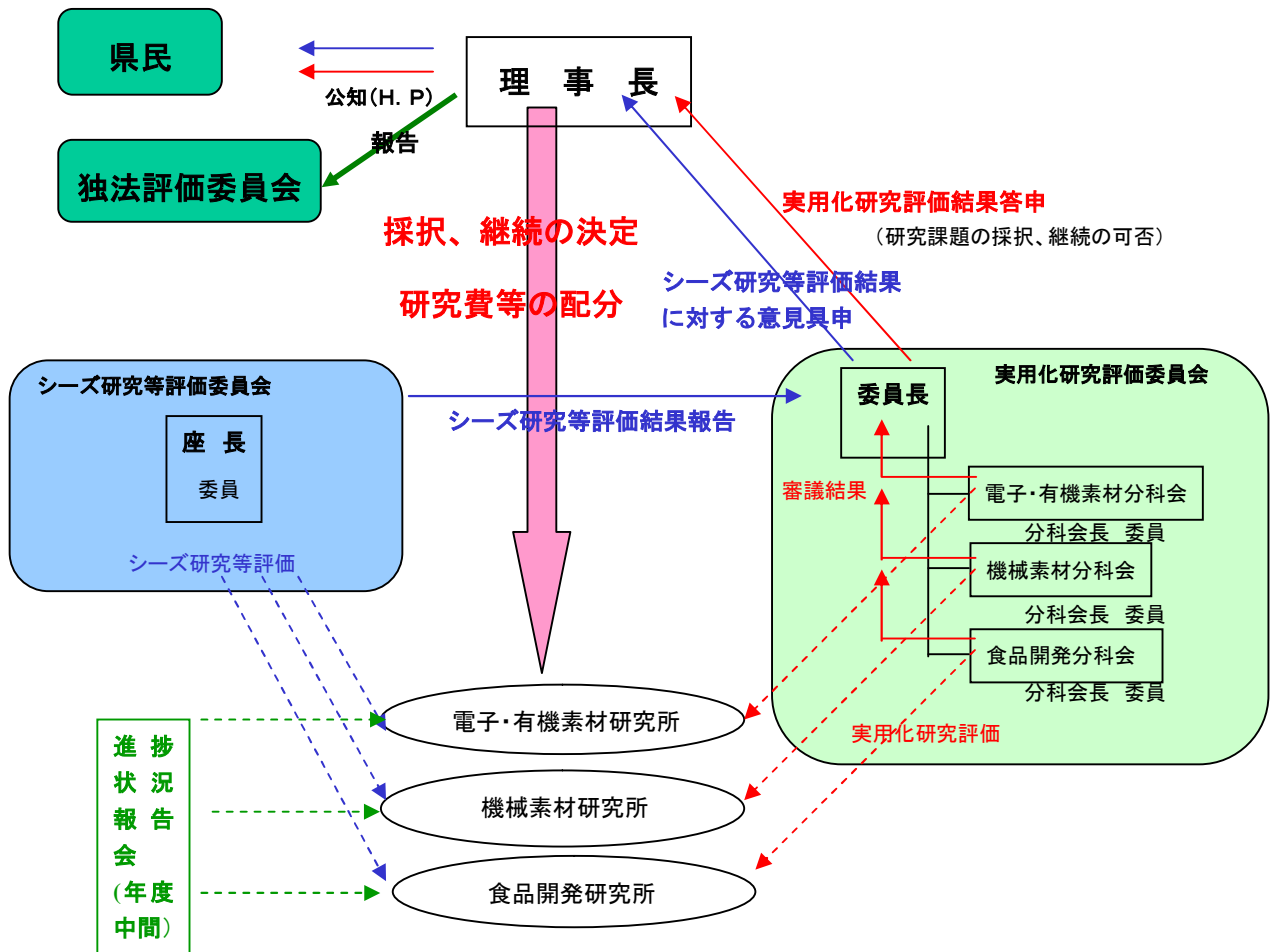 県民
理 事 長
公知(H. P)
報告
独法評価委員会
採択、継続の決定
研究費等の配分
実用化研究評価結果答申
（研究課題の採択、継続の可否）
シーズ研究等評価結果
に対する意見具申
シーズ研究等評価委員会
座 長
委員
シーズ研究等評価
シーズ研究等評価結果報告
実用化研究評価委員会
委員長
審議結果
電子・有機素材分科会
分科会長 委員
機械素材分科会
分科会長 委員
食品開発分科会
分科会長 委員
実用化研究評価
電子・有機素材研究所
機械素材研究所
食品開発研究所
進 捗
状 況
報 告
会
(年度
中間）